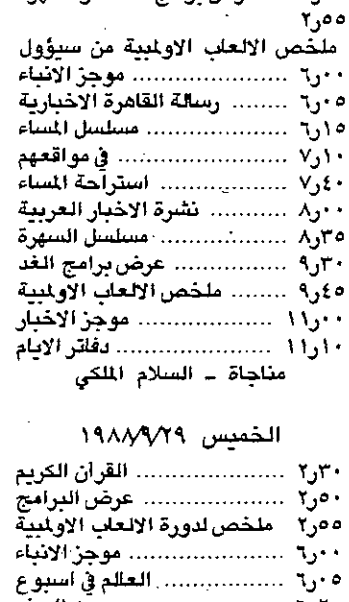 ٢٫٥٥
ملخص الالعاب الاولمبية من سيؤول
٦٫٠٠ ..................... موجز الانباء
٦٫٠٥ ........ رسالة القاهرة الاخبارية
٦٫١٥ .................. مسلسل المساء
٧٫١٠ ..................... في مواقعهم
٧٫٤٠ .................. استراحة المساء
٨٫٠٠ .......... نشرة الاخبار العربية
٨٫٣٥ .................. مسلسل السهرة
٩٫٣٠ ............... عرض برامج الغد
٩٫٤٥ ........ ملخص الالعاب الاولمبية
١١٫٠٠ ................. موجز الاخبار
١١٫١٠ .................... دفاتر الايام
مناجاة - السلام الملكي
الخميس ١٩٨٨/٩/٢٩
٢٫٣٠ .................. القرآن الكريم
٢٫٥٠ .................. عرض البرامج
٢٫٥٥ ملخص لدورة الالعاب الاولمبية
٦٫٠٠ ..................... موجز الانباء
٦٫٠٥ ................ العالم في اسبوع